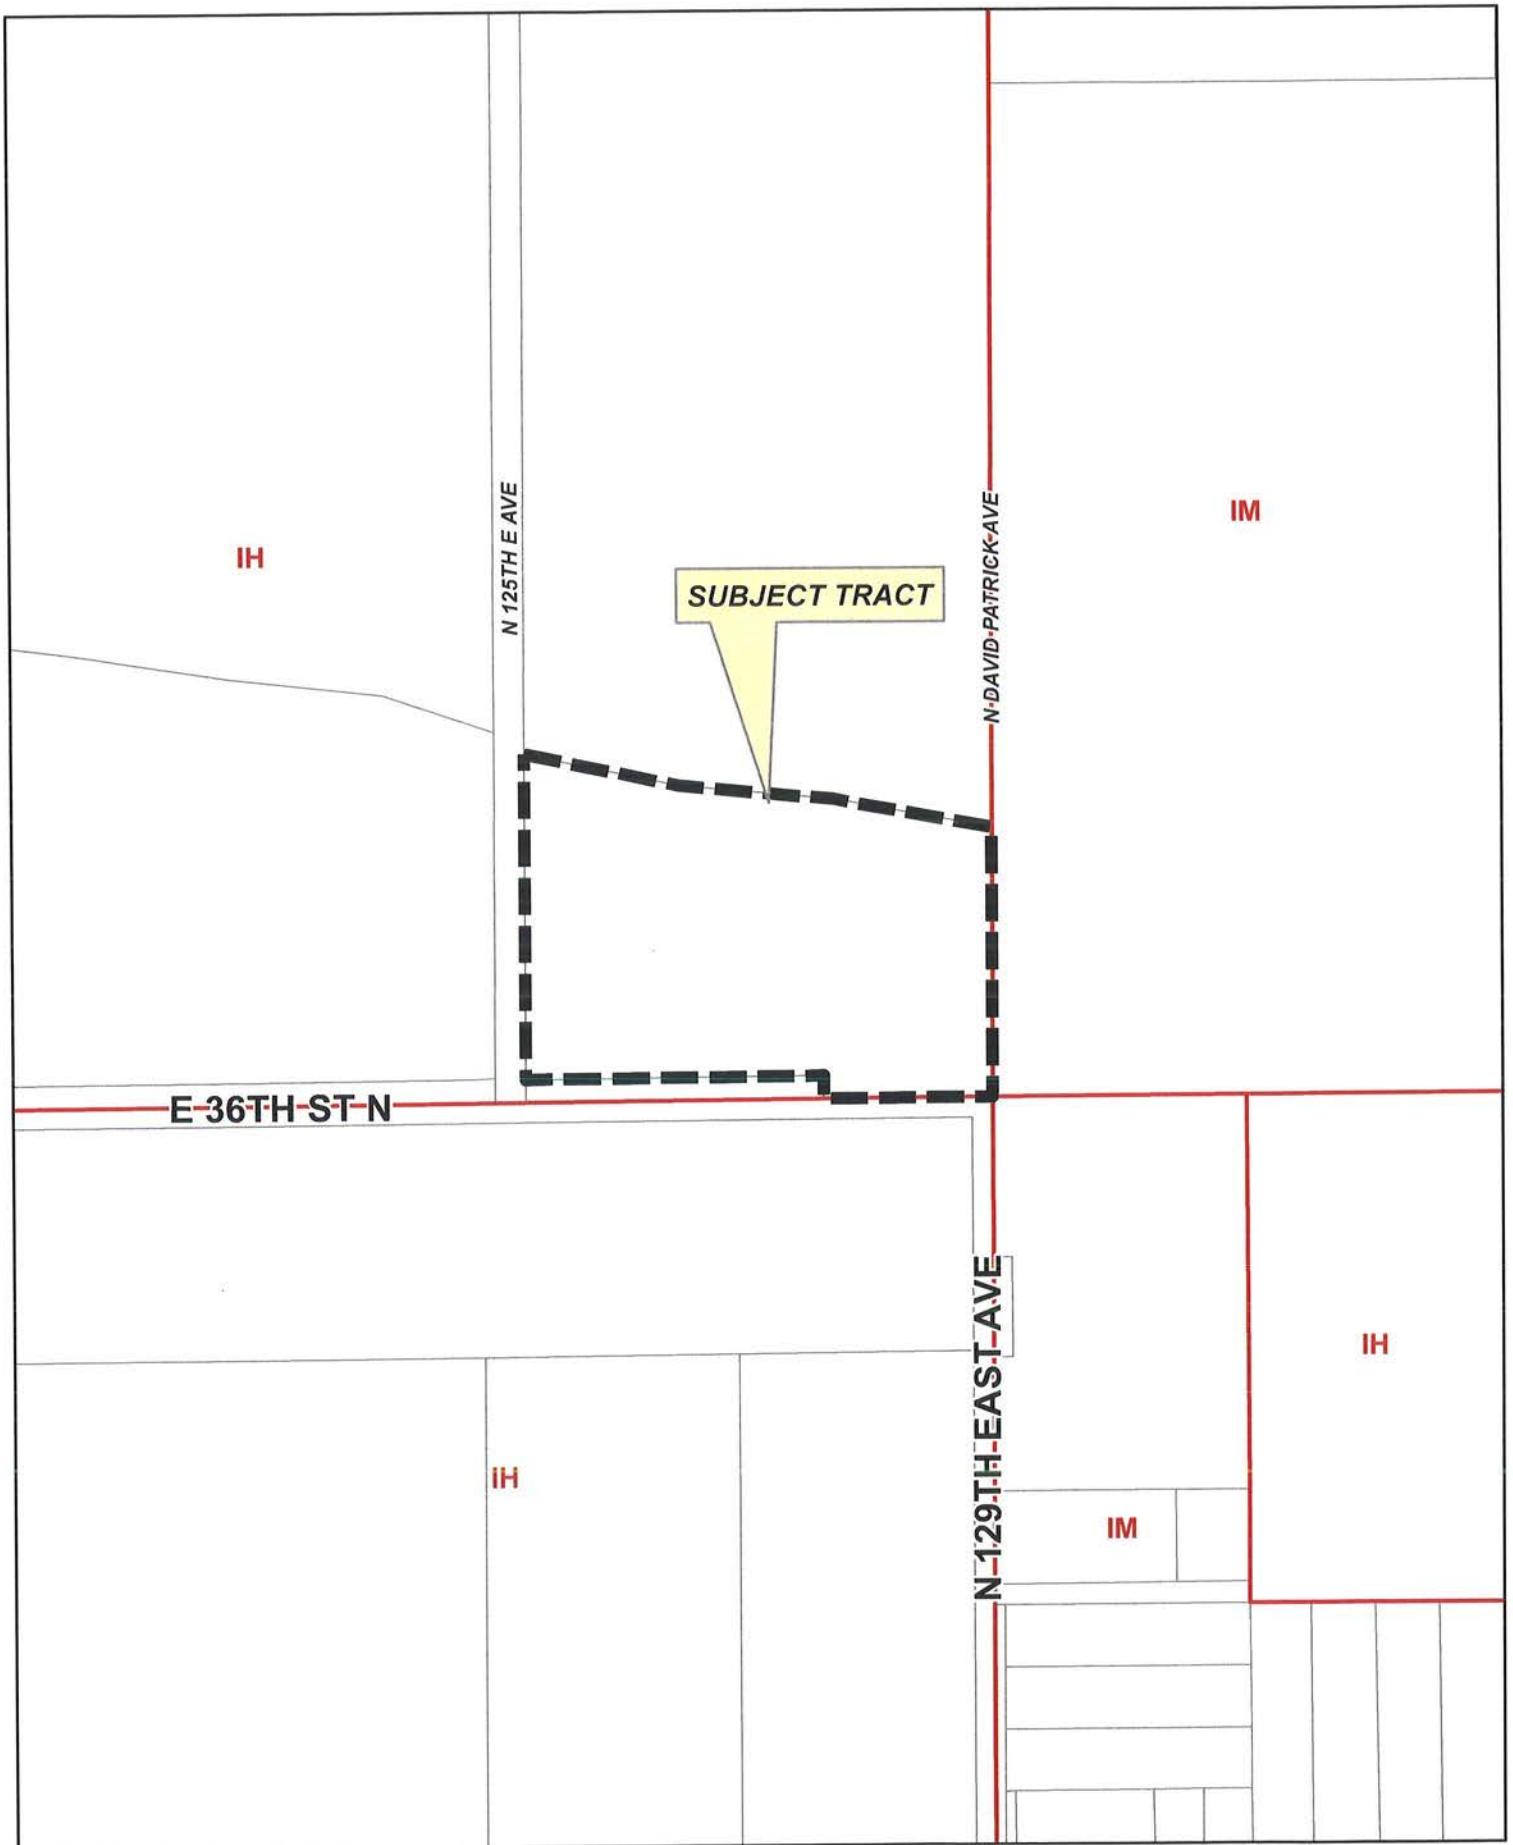 IM
N 125TH E AVE
N DAVID PATRICK AVE
IH
SUBJECT TRACT
E 36TH ST N
N 129TH EAST AVE
IH
IH
IM